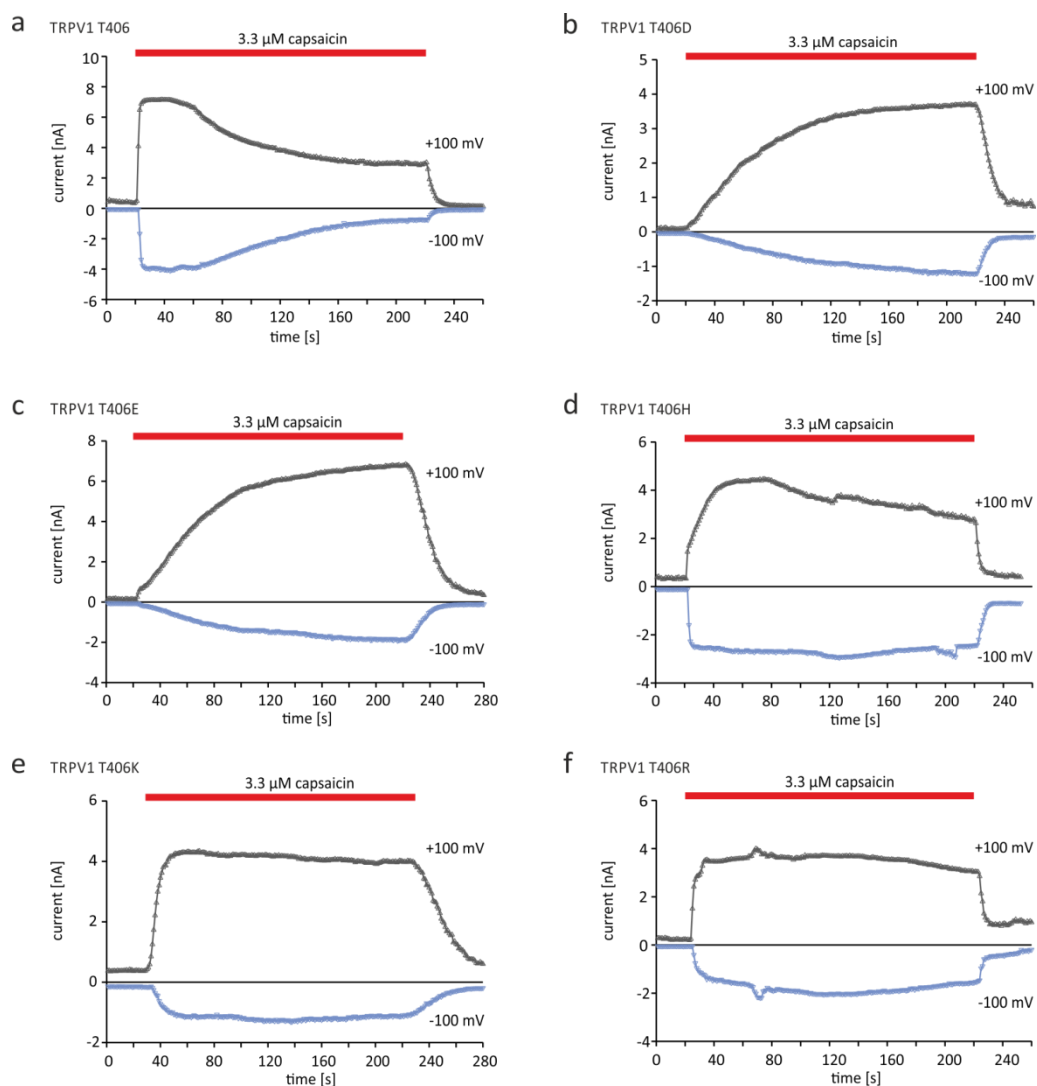 a
TRPV1 T406
3.3 µM capsaicin
10
8
6
4
2
0
-2
-4
-6
current [nA]
+100 mV
-100 mV
0 40 80 120 160 200 240
time [s]
b
TRPV1 T406D
3.3 µM capsaicin
5
4
3
2
1
0
-1
-2
current [nA]
+100 mV
-100 mV
0 40 80 120 160 200 240
time [s]
c
TRPV1 T406E
3.3 µM capsaicin
8
6
4
2
0
-2
-4
current [nA]
+100 mV
-100 mV
0 40 80 120 160 200 240 280
time [s]
d
TRPV1 T406H
3.3 µM capsaicin
6
4
2
0
-2
-4
current [nA]
+100 mV
-100 mV
0 40 80 120 160 200 240
time [s]
e
TRPV1 T406K
3.3 µM capsaicin
6
4
2
0
-2
current [nA]
+100 mV
-100 mV
0 40 80 120 160 200 240 280
time [s]
f
TRPV1 T406R
3.3 µM capsaicin
6
4
2
0
-2
-4
current [nA]
+100 mV
-100 mV
0 40 80 120 160 200 240
time [s]